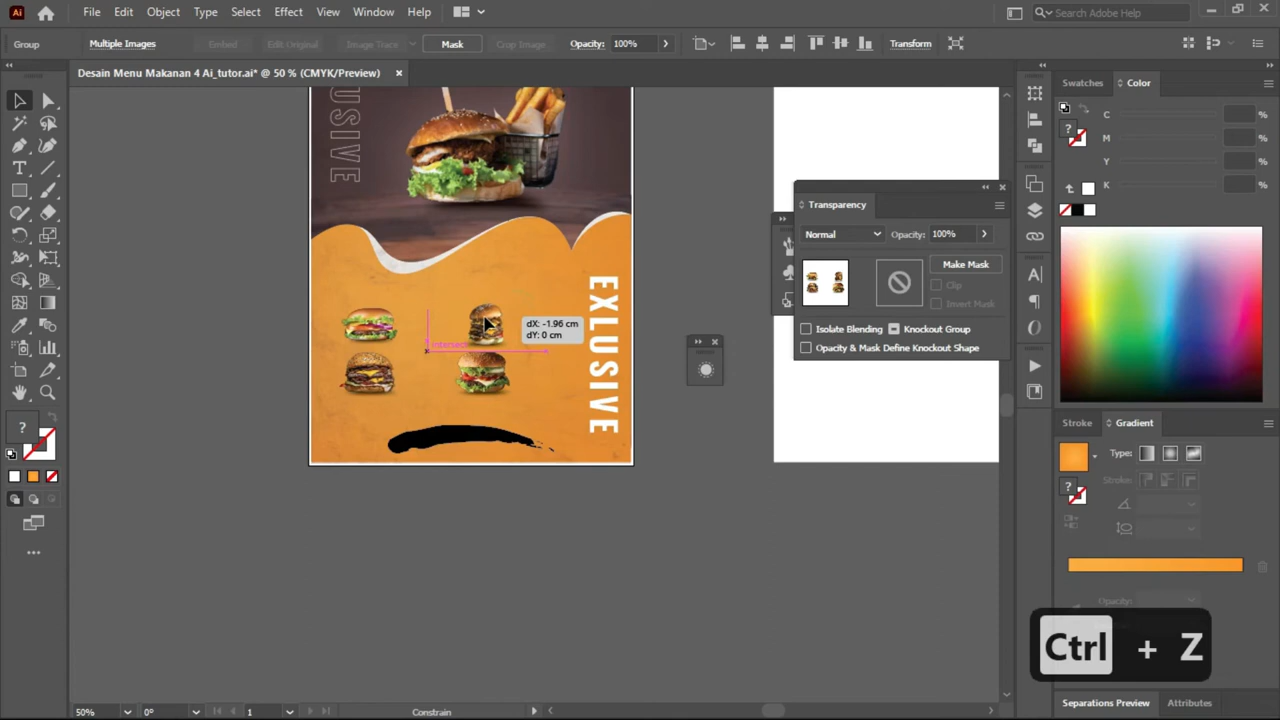 Ai File Edit Object Type Select Effect View Window Help Search Adobe Help
Group Multiple Images Embed Edit Original Image Trace Mask Crop Image Opacity: 100% Transform
Desain Menu Makanan 4 Ai_tutor.ai* @ 50 % (CMYK/Preview) ×
Swatches Color
C %
M %
Y %
K %
USIVE
EXLUSIVE
dX: -1.96 cm
dY: 0 cm
intersect
Transparency
Normal Opacity: 100%
Make Mask
Clip
Invert Mask
Isolate Blending Knockout Group
Opacity & Mask Define Knockout Shape
?
Stroke Gradient
Type:
Stroke:
Opacity:
Ctrl + Z
50% 0° 1 Constrain
Separations Preview Attributes